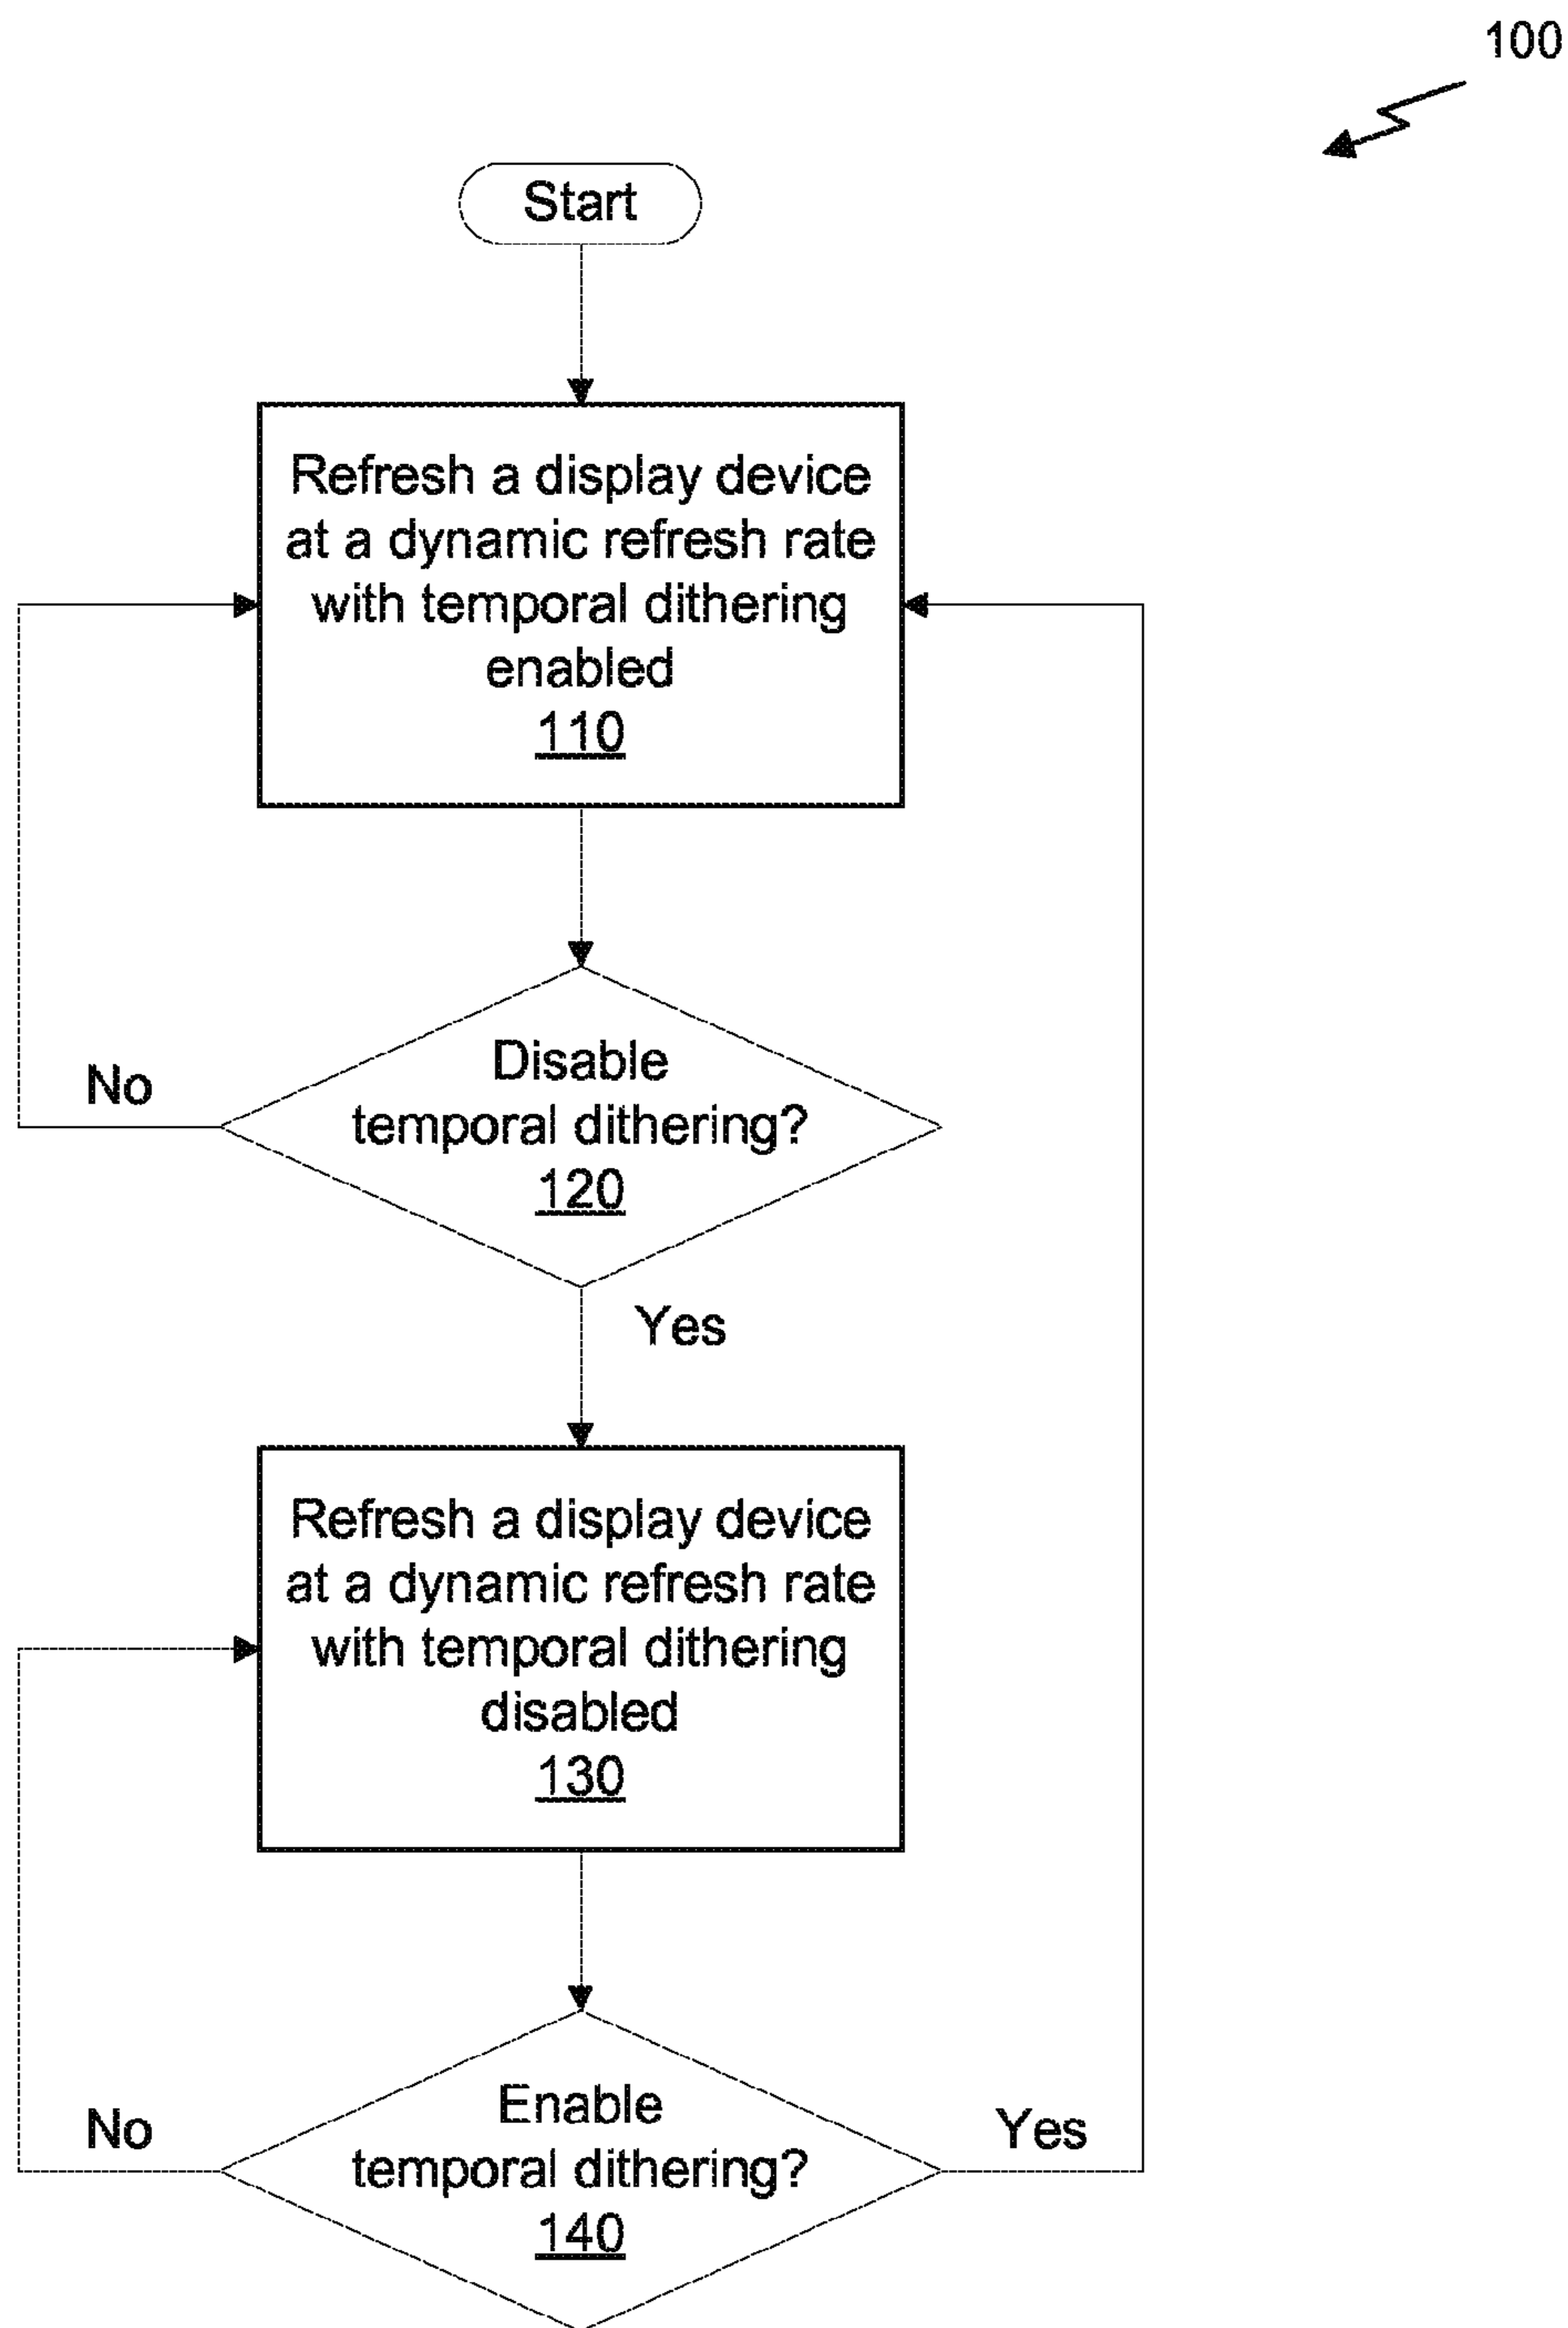 100
Start
Refresh a display device
at a dynamic refresh rate
with temporal dithering
enabled
110
Disable
temporal dithering?
120
No
Yes
Refresh a display device
at a dynamic refresh rate
with temporal dithering
disabled
130
Enable
temporal dithering?
140
No
Yes